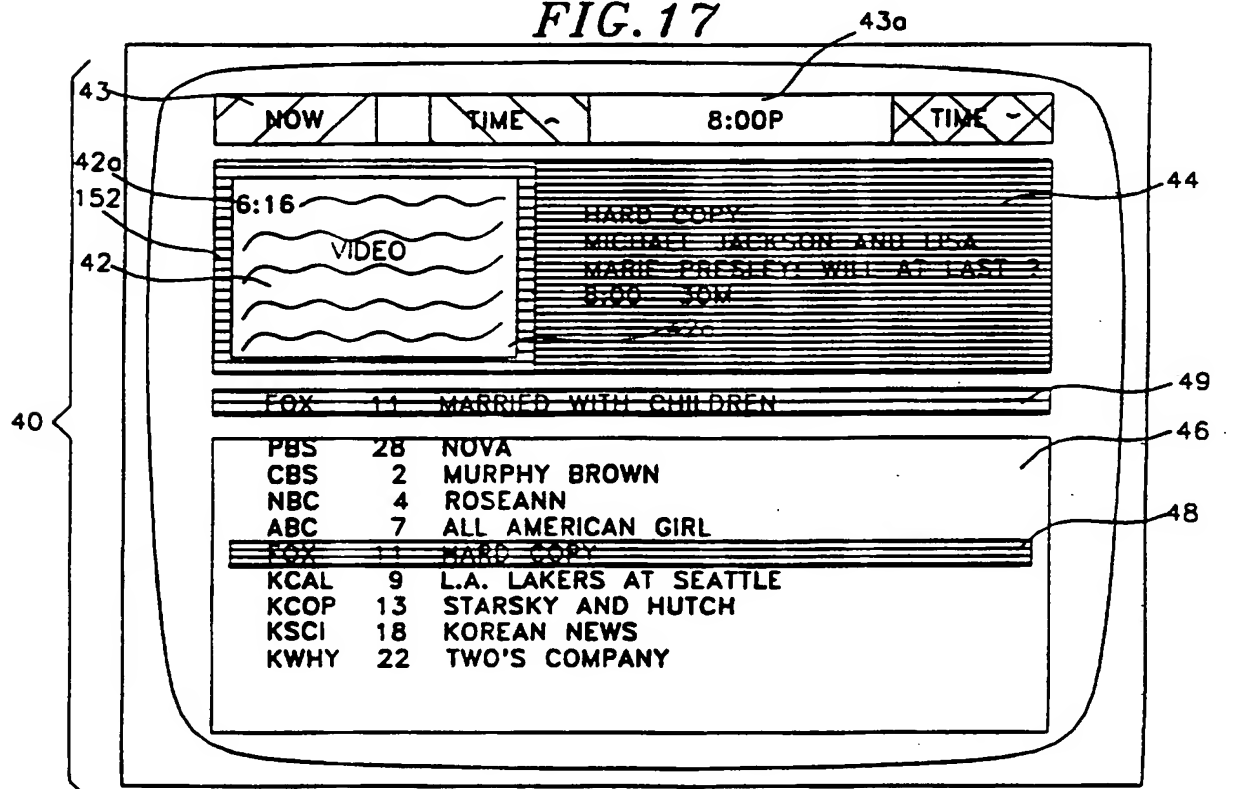 FIG. 17
43a
43
NOW
TIME ~
8:00P
TIME ~
42a
152
6:16
VIDEO
42
44
HARD COPY
MICHAEL JACKSON AND LISA
MARIE PRESLEY: WILL AT LAST ?
8:00 30M
49
FOX 11 MARRIED WITH CHILDREN
40
46
PBS 28 NOVA
CBS 2 MURPHY BROWN
NBC 4 ROSEANN
ABC 7 ALL AMERICAN GIRL
48
FOX 11 HARD COPY
KCAL 9 L.A. LAKERS AT SEATTLE
KCOP 13 STARSKY AND HUTCH
KSCI 18 KOREAN NEWS
KWHY 22 TWO'S COMPANY